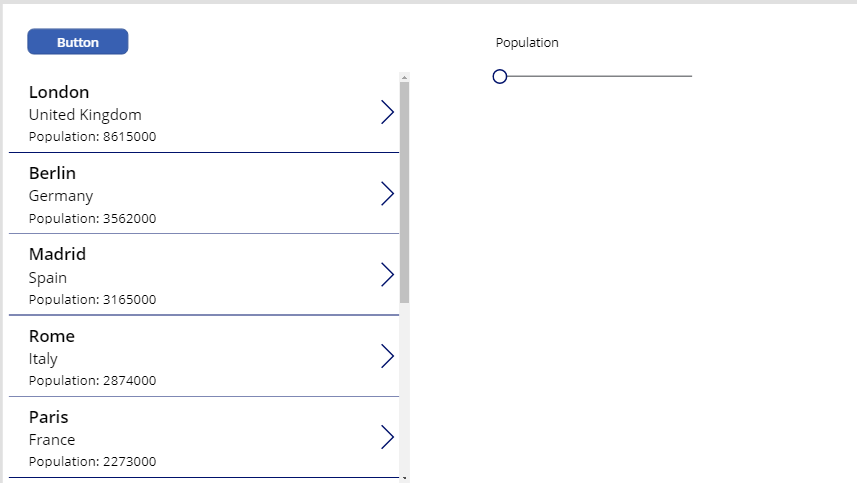 Button
Population
London
United Kingdom
Population: 8615000
Berlin
Germany
Population: 3562000
Madrid
Spain
Population: 3165000
Rome
Italy
Population: 2874000
Paris
France
Population: 2273000